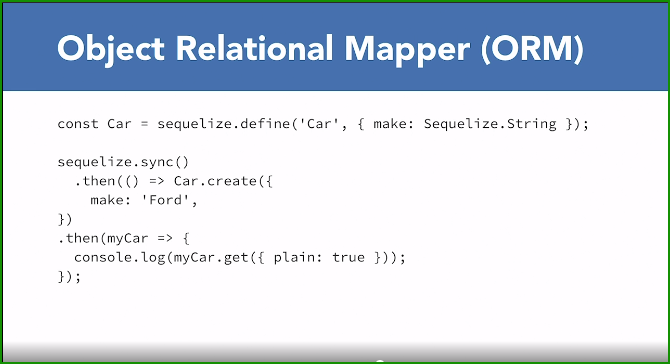 Object Relational Mapper (ORM)
const Car = sequelize.define('Car', { make: Sequelize.String });
sequelize.sync()
  .then(() => Car.create({
    make: 'Ford',
})
.then(myCar => {
  console.log(myCar.get({ plain: true }));
});